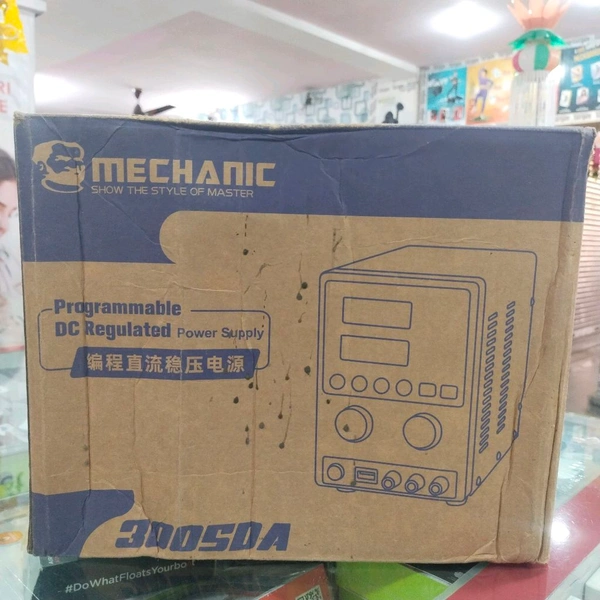 MECHANIC
SHOW THE STYLE OF MASTER
Programmable
DC Regulated Power Supply
编程直流稳压电源
3005DA
#DoWhatFloatsYourbo